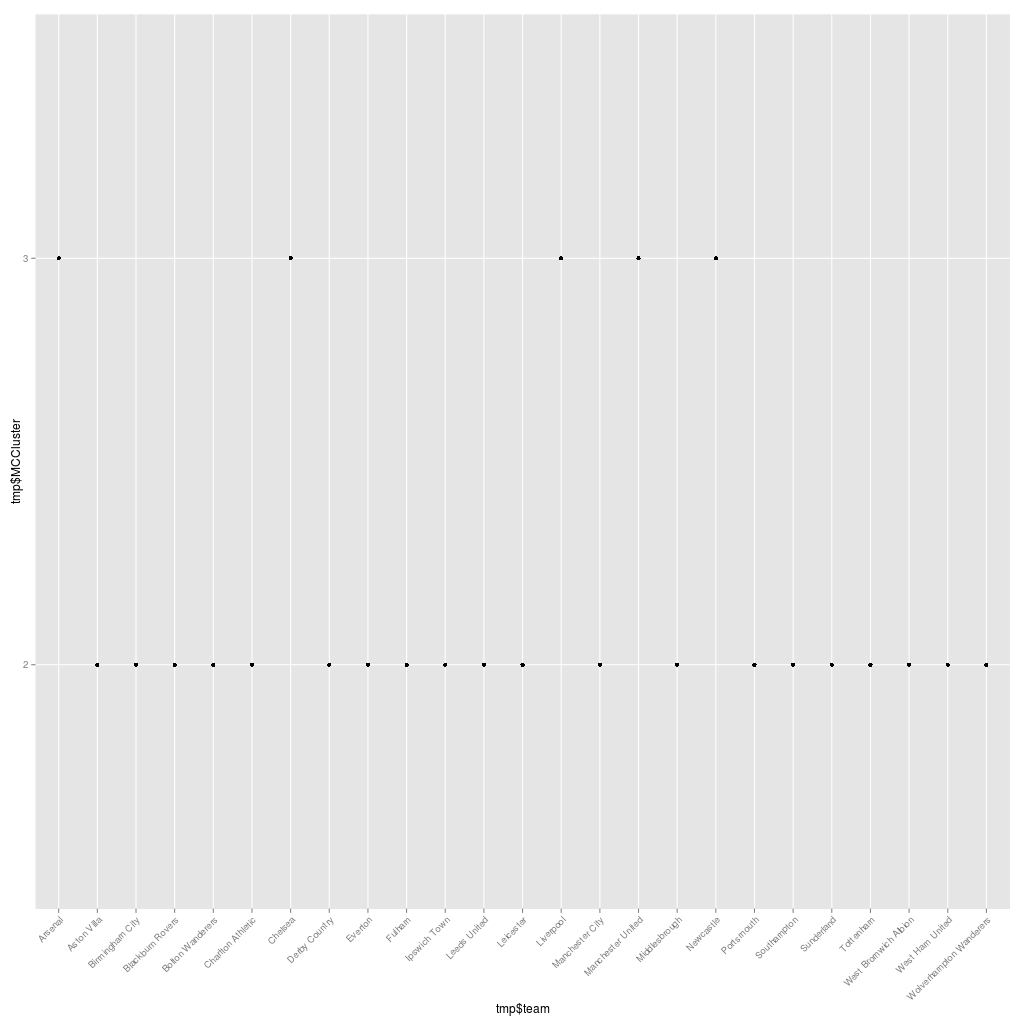 tmp$MCCluster
3
2
Arsenal
Aston Villa
Birmingham City
Blackburn Rovers
Bolton Wanderers
Charlton Athletic
Chelsea
Derby Country
Everton
Fulham
Ipswich Town
Leeds United
Leicester
Liverpool
Manchester City
Manchester United
Middlesbrough
Newcastle
Portsmouth
Southampton
Sunderland
Tottenham
West Bromwich Albion
West Ham United
Wolverhampton Wanderers
tmp$team